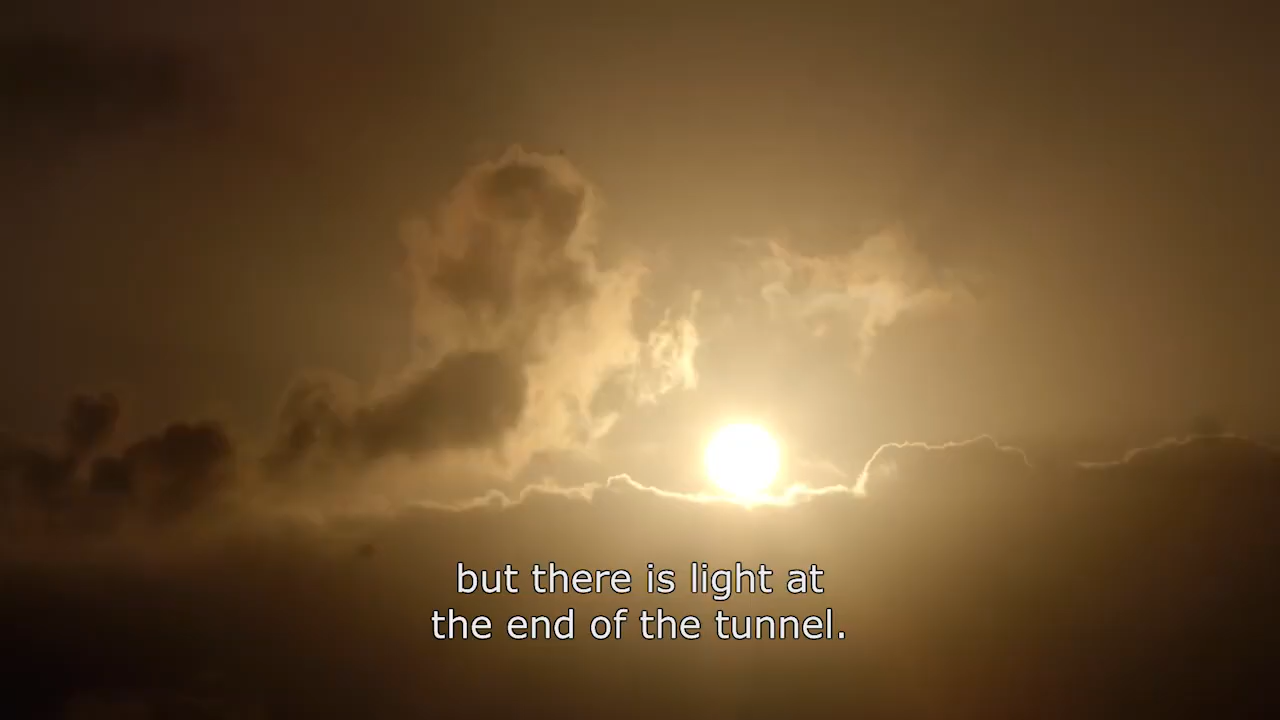 but there is light at
the end of the tunnel.